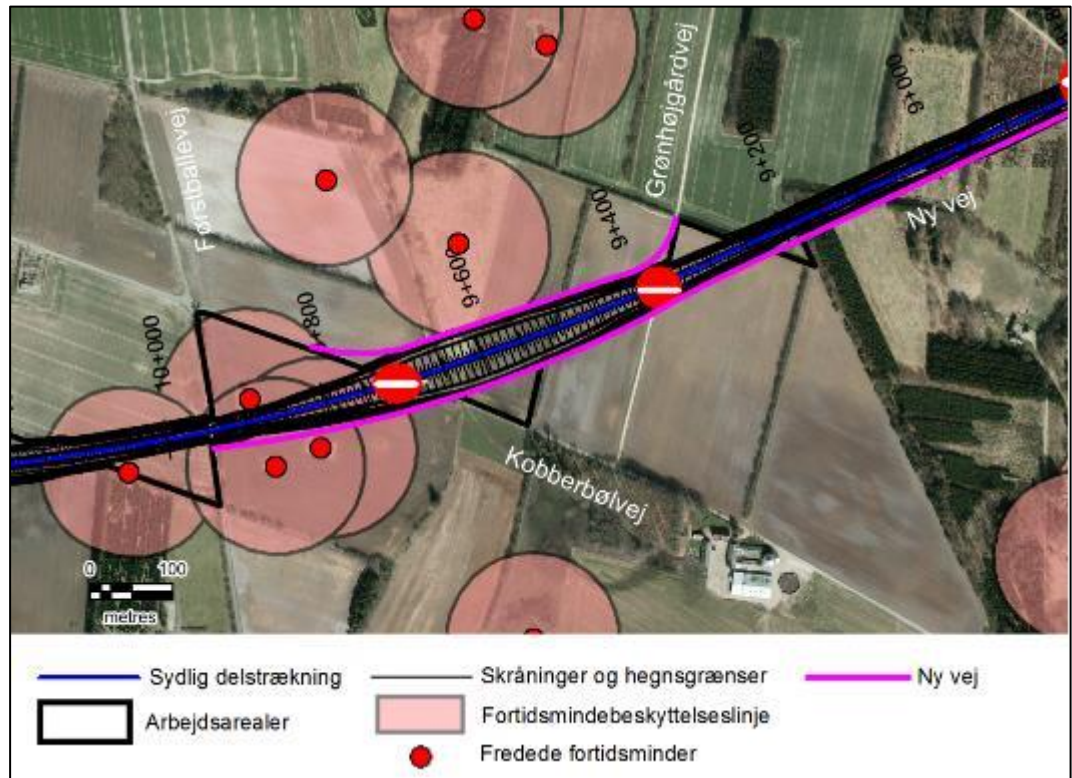 Førstballevej
Grønhøjgårdvej
9+000
9+200
9+400
9+600
+800
10+000
Ny vej
Kobberbølvej
0 100
metres
Sydlig delstrækning
Skråninger og hegnsgrænser
Ny vej
Arbejdsarealer
Fortidsmindebeskyttelseslinje
Fredede fortidsminder